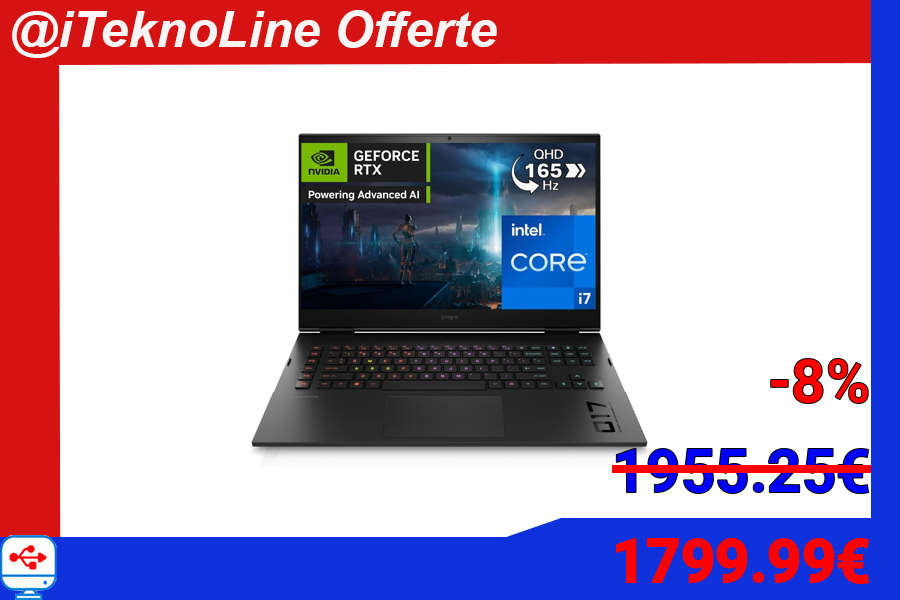 @iTeknoLine Offerte
NVIDIA
GEFORCE
RTX
Powering Advanced AI
QHD
165
Hz
intel.
CORE
i7
OMEN
-8%
1955.25€
1799.99€